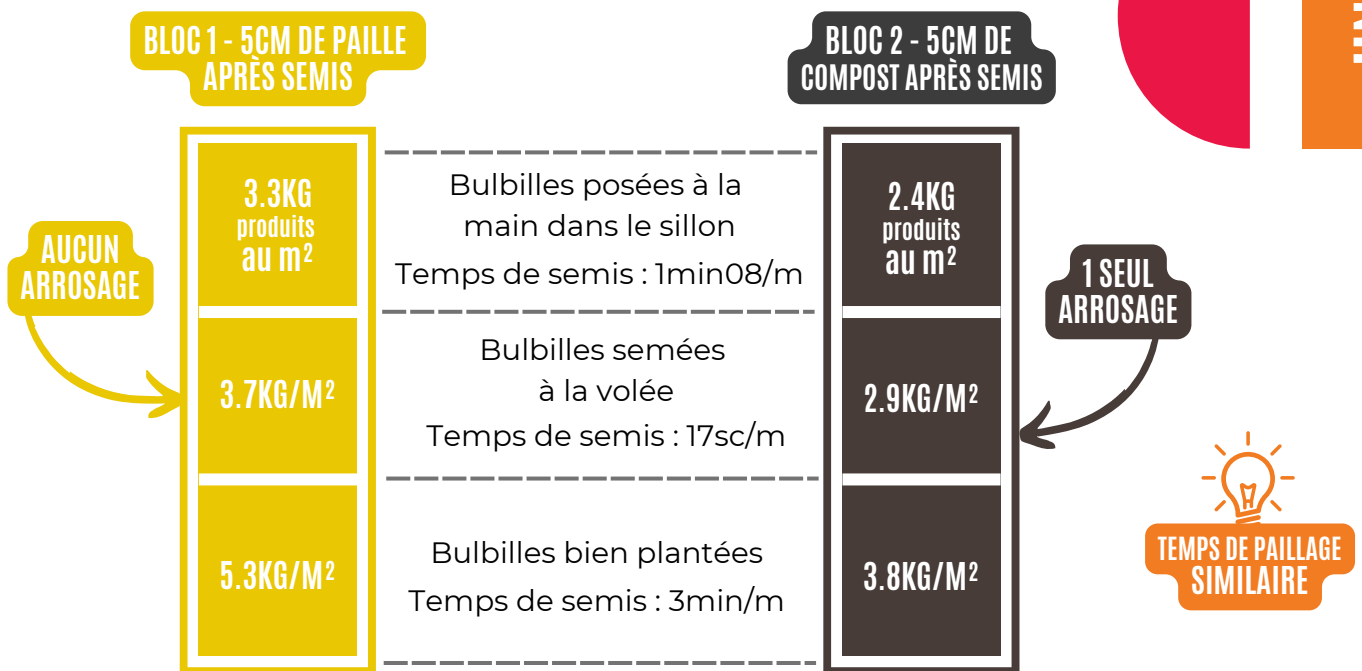 BLOC 1 - 5CM DE PAILLE
APRÈS SEMIS
BLOC 2 - 5CM DE
COMPOST APRÈS SEMIS
3.3KG
produits
au m²
Bulbilles posées à la
main dans le sillon
Temps de semis : 1min08/m
2.4KG
produits
au m²
AUCUN
ARROSAGE
1 SEUL
ARROSAGE
3.7KG/M²
Bulbilles semées
à la volée
Temps de semis : 17sc/m
2.9KG/M²
5.3KG/M²
Bulbilles bien plantées
Temps de semis : 3min/m
3.8KG/M²
TEMPS DE PAILLAGE
SIMILAIRE